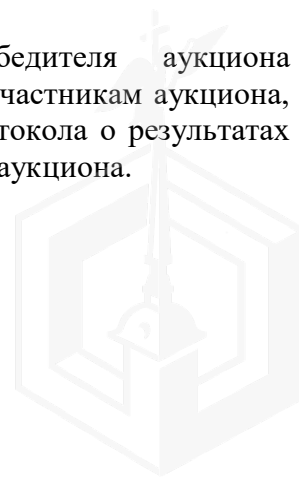 бедителя аукциона
частникам аукциона,
токола о результатах
аукциона.